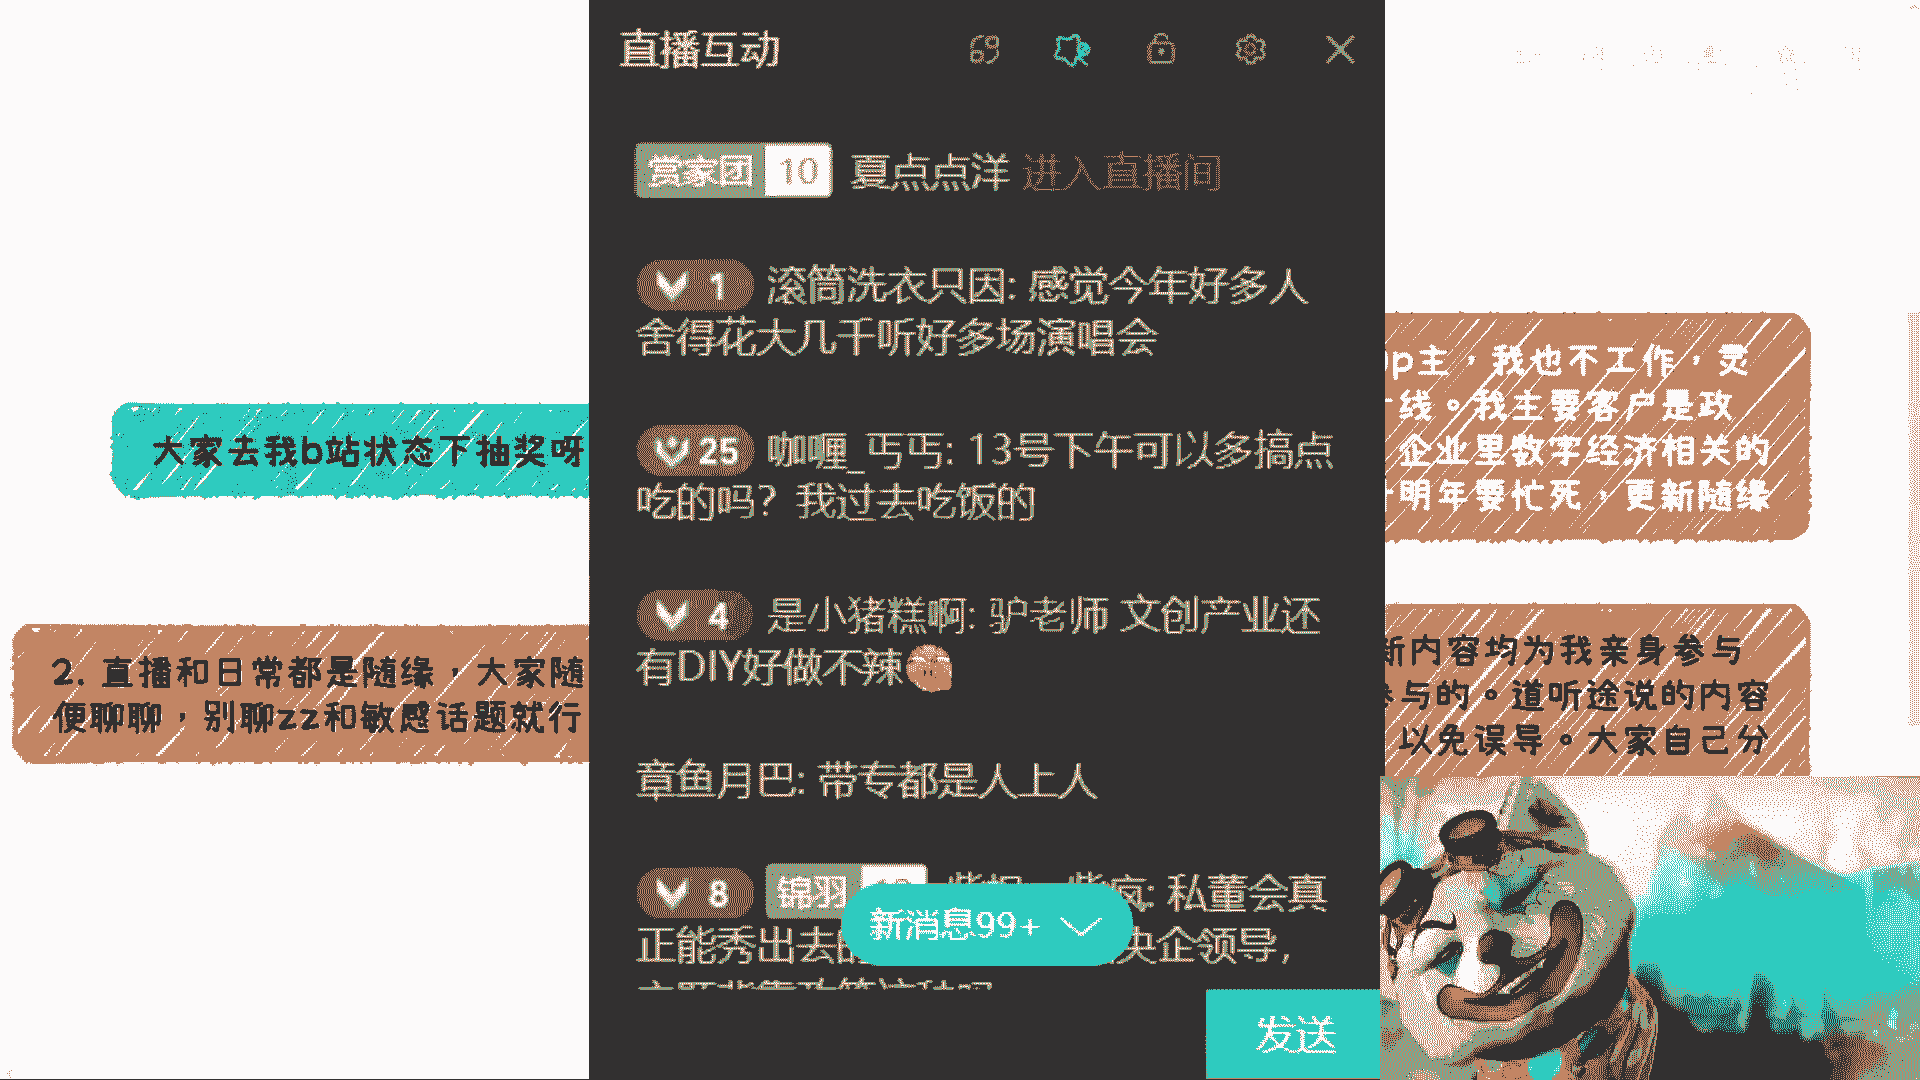 直播互动
赏家团 10 夏点点洋 进入直播间
1 滚筒洗衣只因: 感觉今年好多人
舍得花大几千听好多场演唱会
25 咖喱_丐丐: 13号下午可以多搞点
吃的吗？我过去吃饭的
4 是小猪糕啊: 驴老师 文创产业还
有DIY好做不辣
章鱼月巴: 带专都是人上人
8 锦羽 疯: 私董会真
正能秀出去的 央企领导,
新消息99+
发送
大家去我b站状态下抽奖呀
2. 直播和日常都是随缘，大家随
便聊聊，别聊zz和敏感话题就行
p主，我也不工作，灵
线。我主要客户是政
企业里数字经济相关的
明年要忙死，更新随缘
新内容均为我亲身参与
参与的。道听途说的内容
以免误导。大家自己分